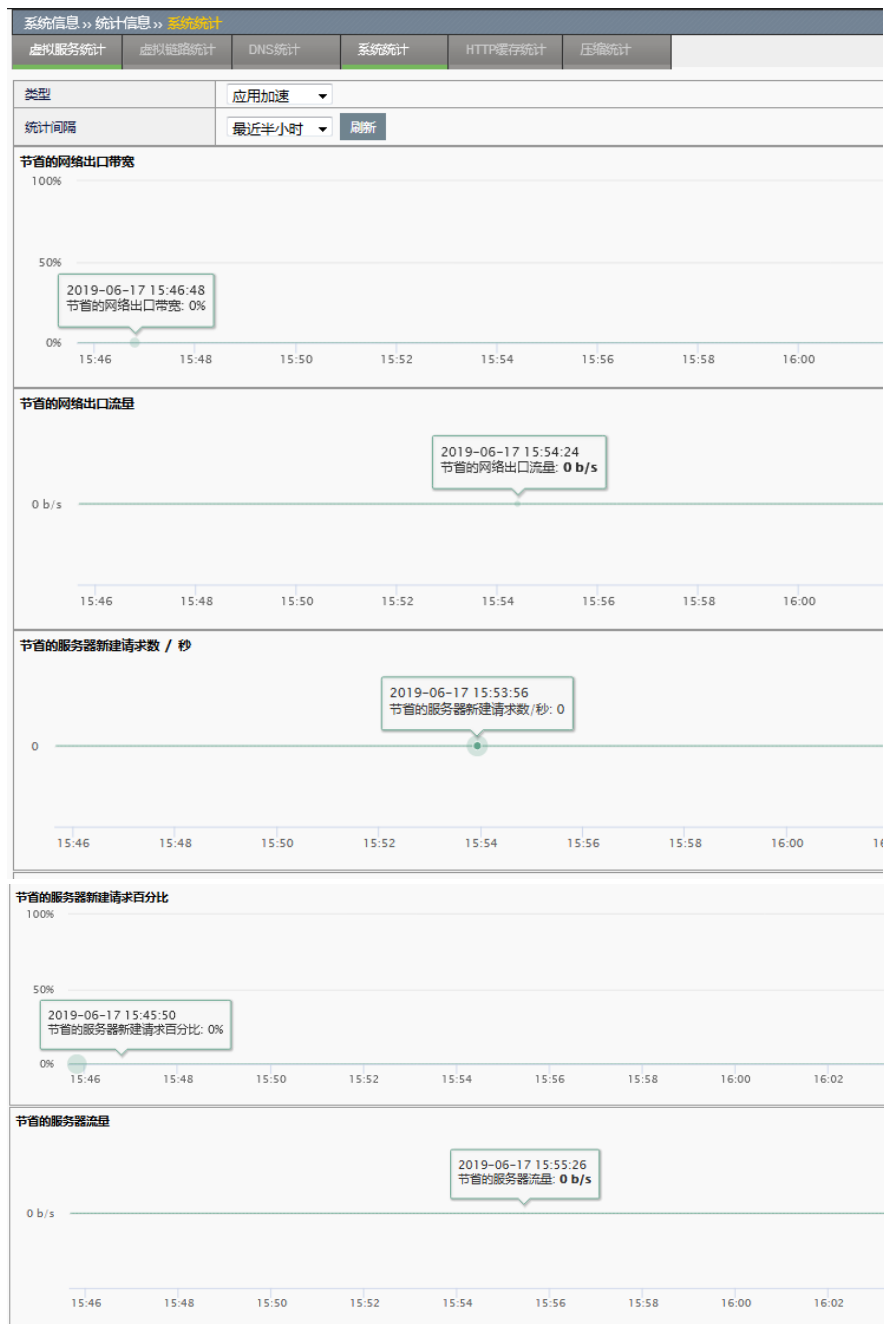 系统信息 » 统计信息 » 系统统计
虚拟服务统计 虚拟链路统计 DNS统计 系统统计 HTTP缓存统计 压缩统计
类型 应用加速
统计间隔 最近半小时 刷新
节省的网络出口带宽
100%
50%
2019-06-17 15:46:48
节省的网络出口带宽: 0%
0%
15:46 15:48 15:50 15:52 15:54 15:56 15:58 16:00
节省的网络出口流量
2019-06-17 15:54:24
节省的网络出口流量: 0 b/s
0 b/s
15:46 15:48 15:50 15:52 15:54 15:56 15:58 16:00
节省的服务器新建请求数 / 秒
2019-06-17 15:53:56
节省的服务器新建请求数/秒: 0
0
15:46 15:48 15:50 15:52 15:54 15:56 15:58 16:00
节省的服务器新建请求百分比
100%
50%
2019-06-17 15:45:50
节省的服务器新建请求百分比: 0%
0%
15:46 15:48 15:50 15:52 15:54 15:56 15:58 16:00 16:02
节省的服务器流量
2019-06-17 15:55:26
节省的服务器流量: 0 b/s
0 b/s
15:46 15:48 15:50 15:52 15:54 15:56 15:58 16:00 16:02